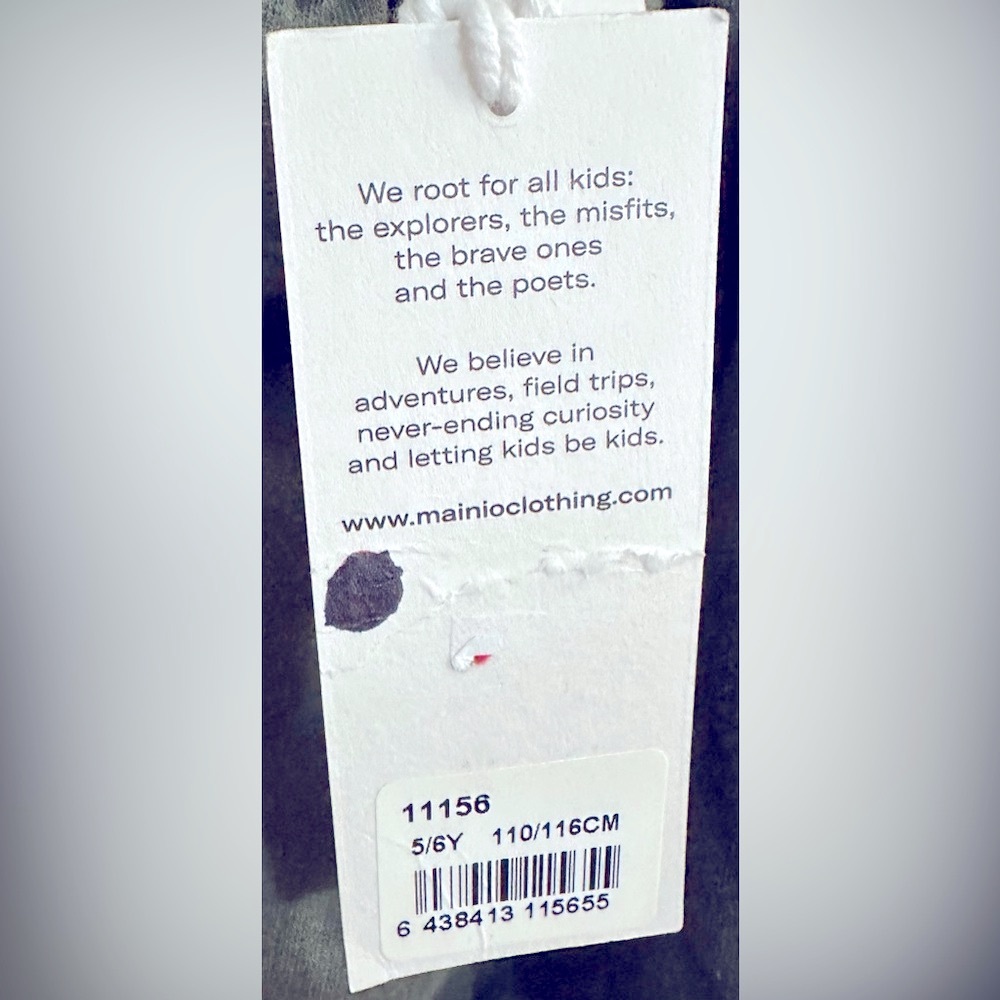 We root for all kids:
the explorers, the misfits,
the brave ones
and the poets.
We believe in
adventures, field trips,
never-ending curiosity
and letting kids be kids.
www.mainioclothing.com
11156
5/6Y 110/116CM
6 438413 115655